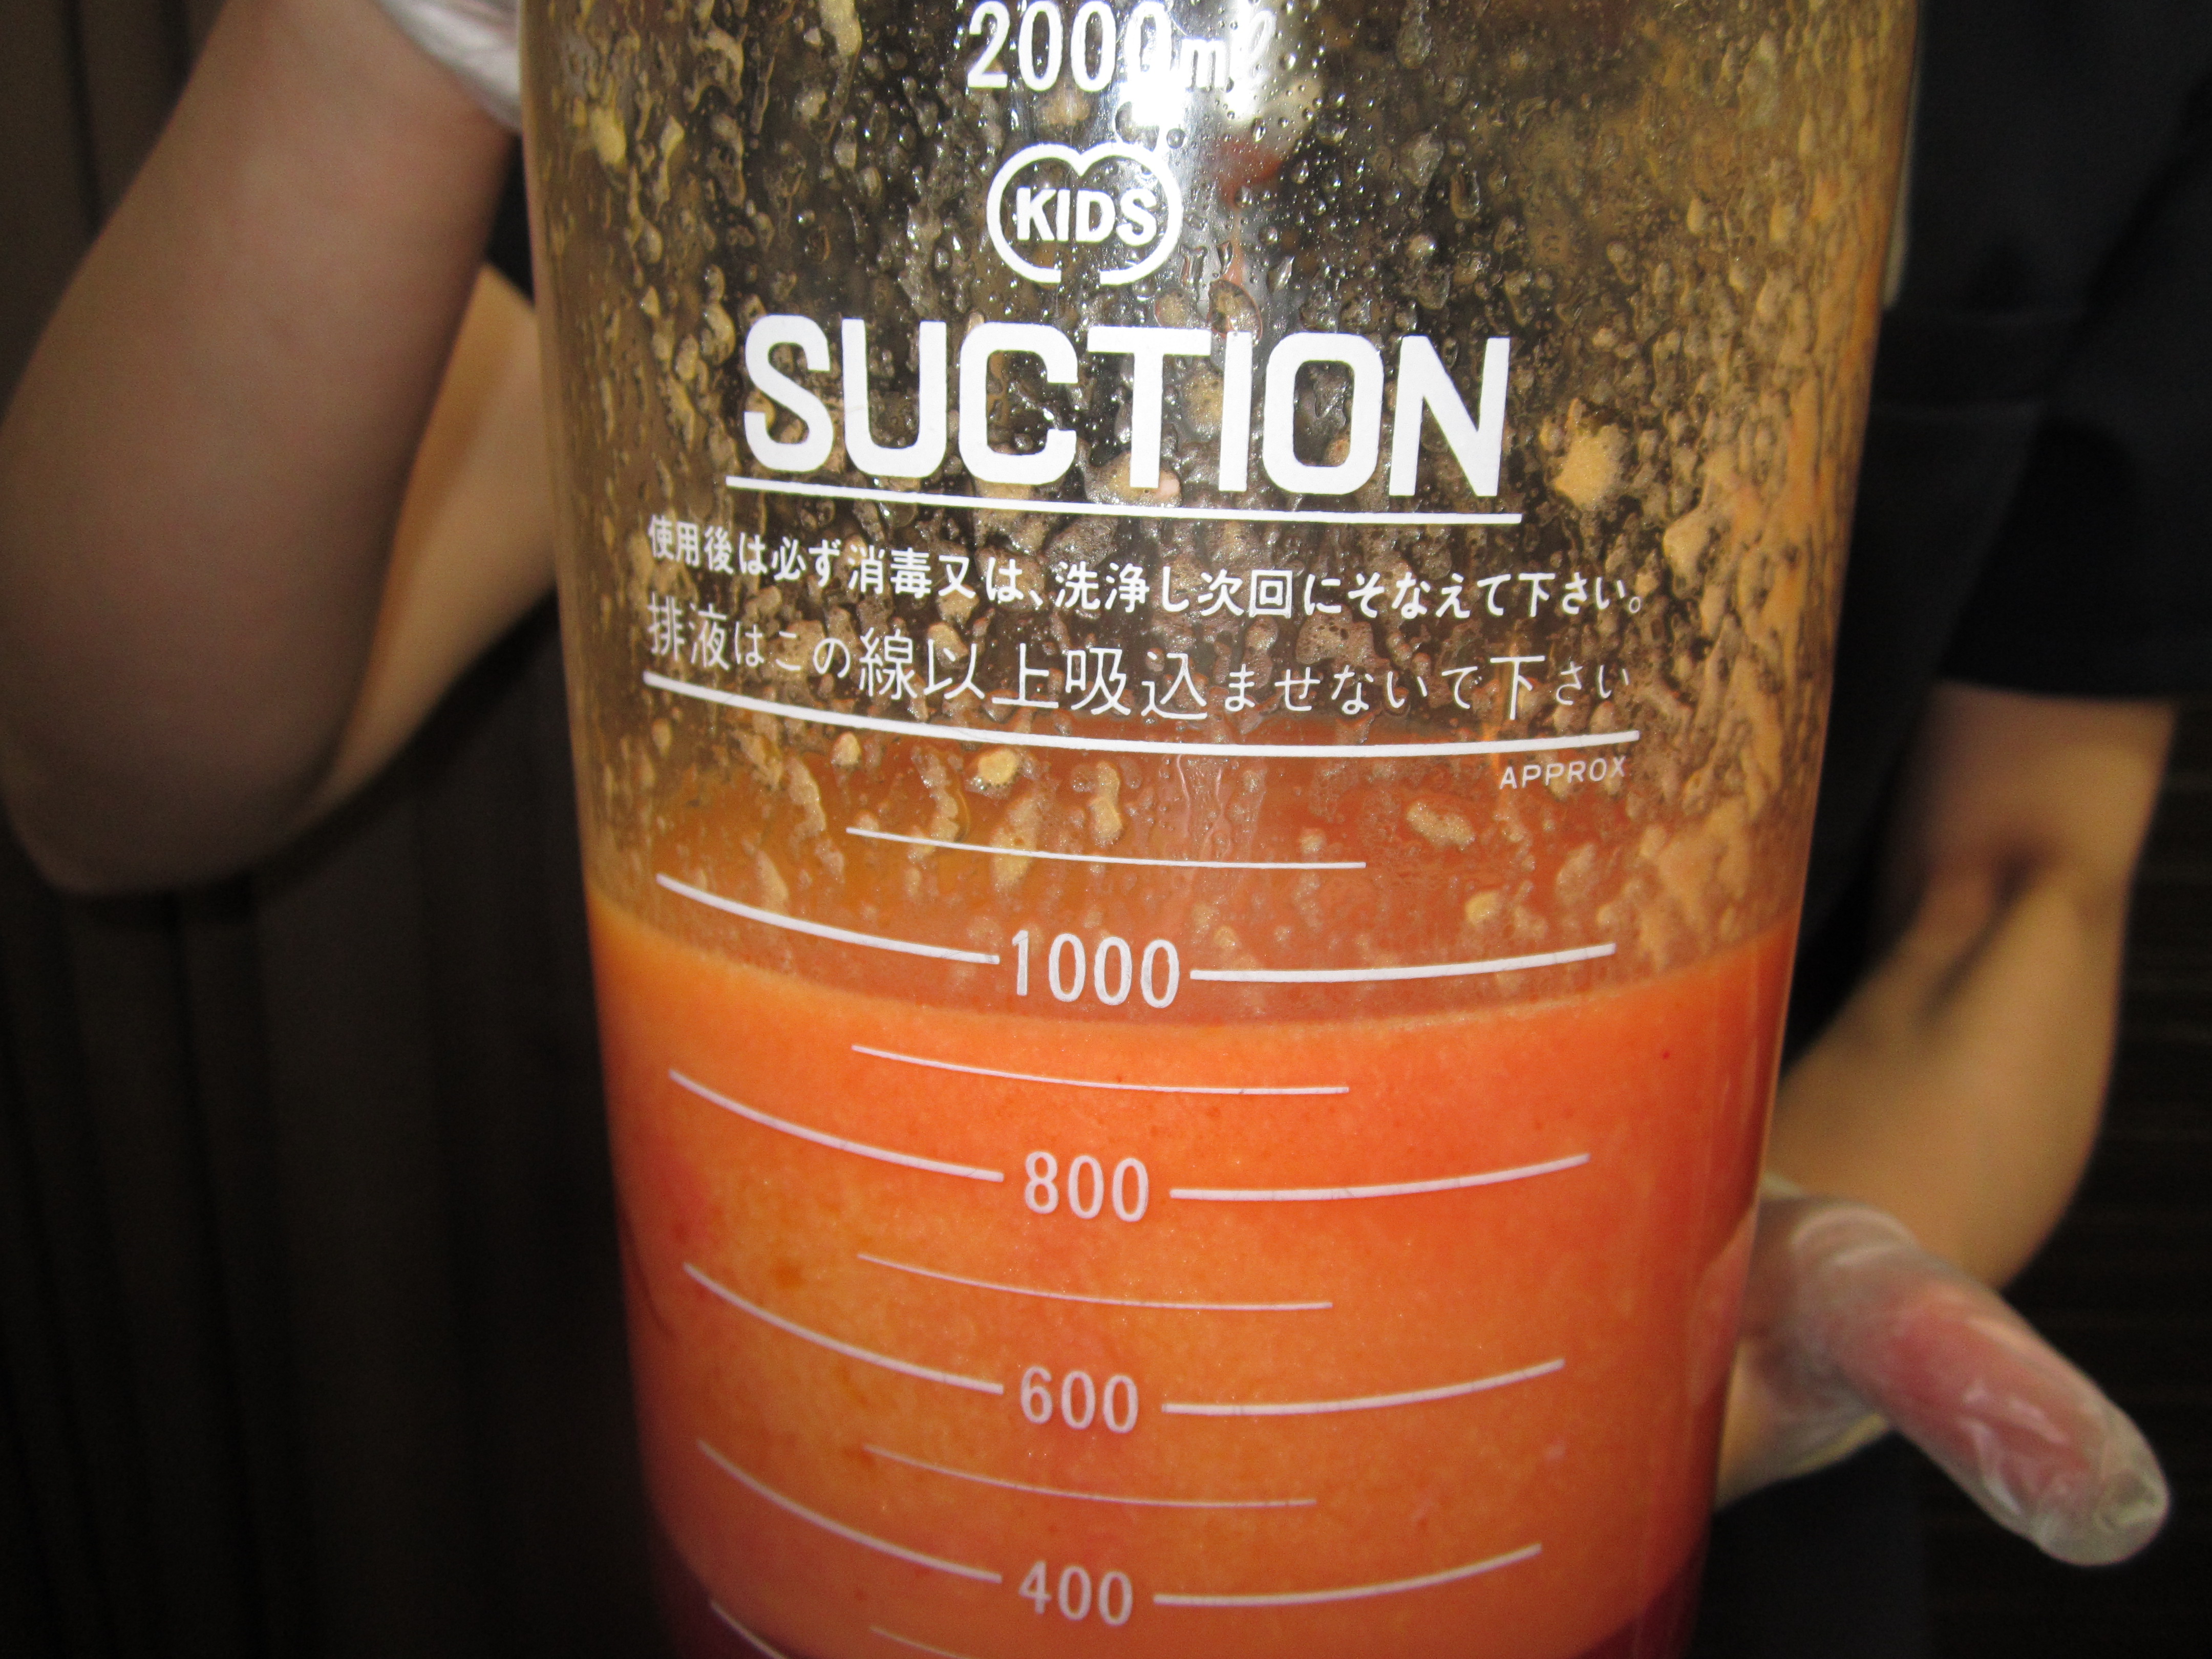 2000mℓ
KIDS
SUCTION
使用後は必ず消毒又は、洗浄し次回にそなえて下さい。
排液はこの線以上吸込ませないで下さい
APPROX
1000
800
600
400